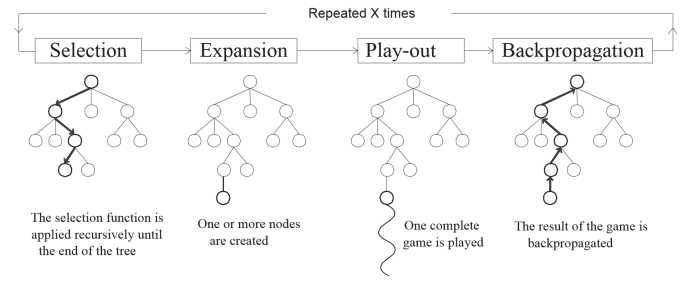 Repeated X times
Selection
Expansion
Play-out
Backpropagation
The selection function is
applied recursively until
the end of the tree
One or more nodes
are created
One complete
game is played
The result of the game is
backpropagated